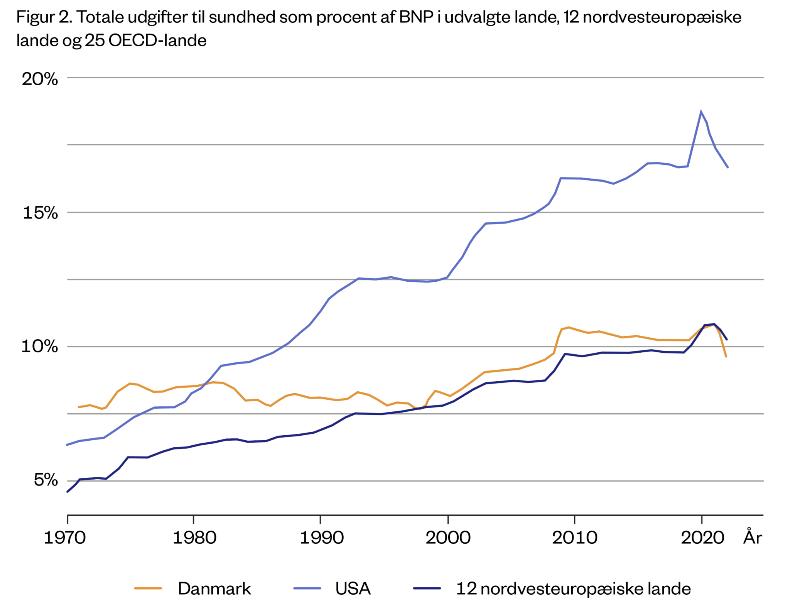 Figur 2. Totale udgifter til sundhed som procent af BNP i udvalgte lande, 12 nordvesteuropæiske
lande og 25 OECD-lande
20%
15%
10%
5%
1970 1980 1990 2000 2010 2020 År
Danmark USA 12 nordvesteuropæiske lande